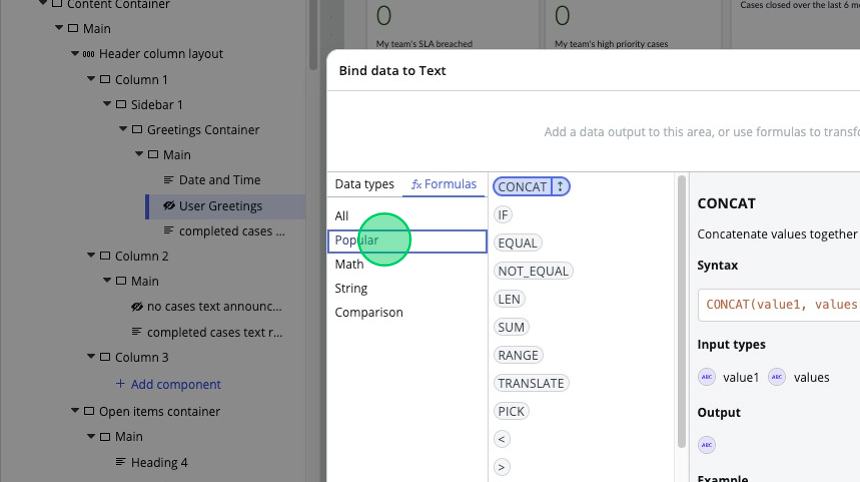 Content Container
Main
Header column layout
Column 1
Sidebar 1
Greetings Container
Main
Date and Time
User Greetings
completed cases ...
Column 2
Main
no cases text announc...
completed cases text r...
Column 3
+ Add component
Open items container
Main
Heading 4
0
My team's SLA breached
0
My team's high priority cases
Cases closed over the last 6 m
Bind data to Text
Add a data output to this area, or use formulas to transfo
Data types
fx Formulas
All
Popular
Math
String
Comparison
CONCAT
IF
EQUAL
NOT_EQUAL
LEN
SUM
RANGE
TRANSLATE
PICK
<
>
CONCAT
Concatenate values together
Syntax
CONCAT(value1, values
Input types
ABC value1 ABC values
Output
ABC
Example